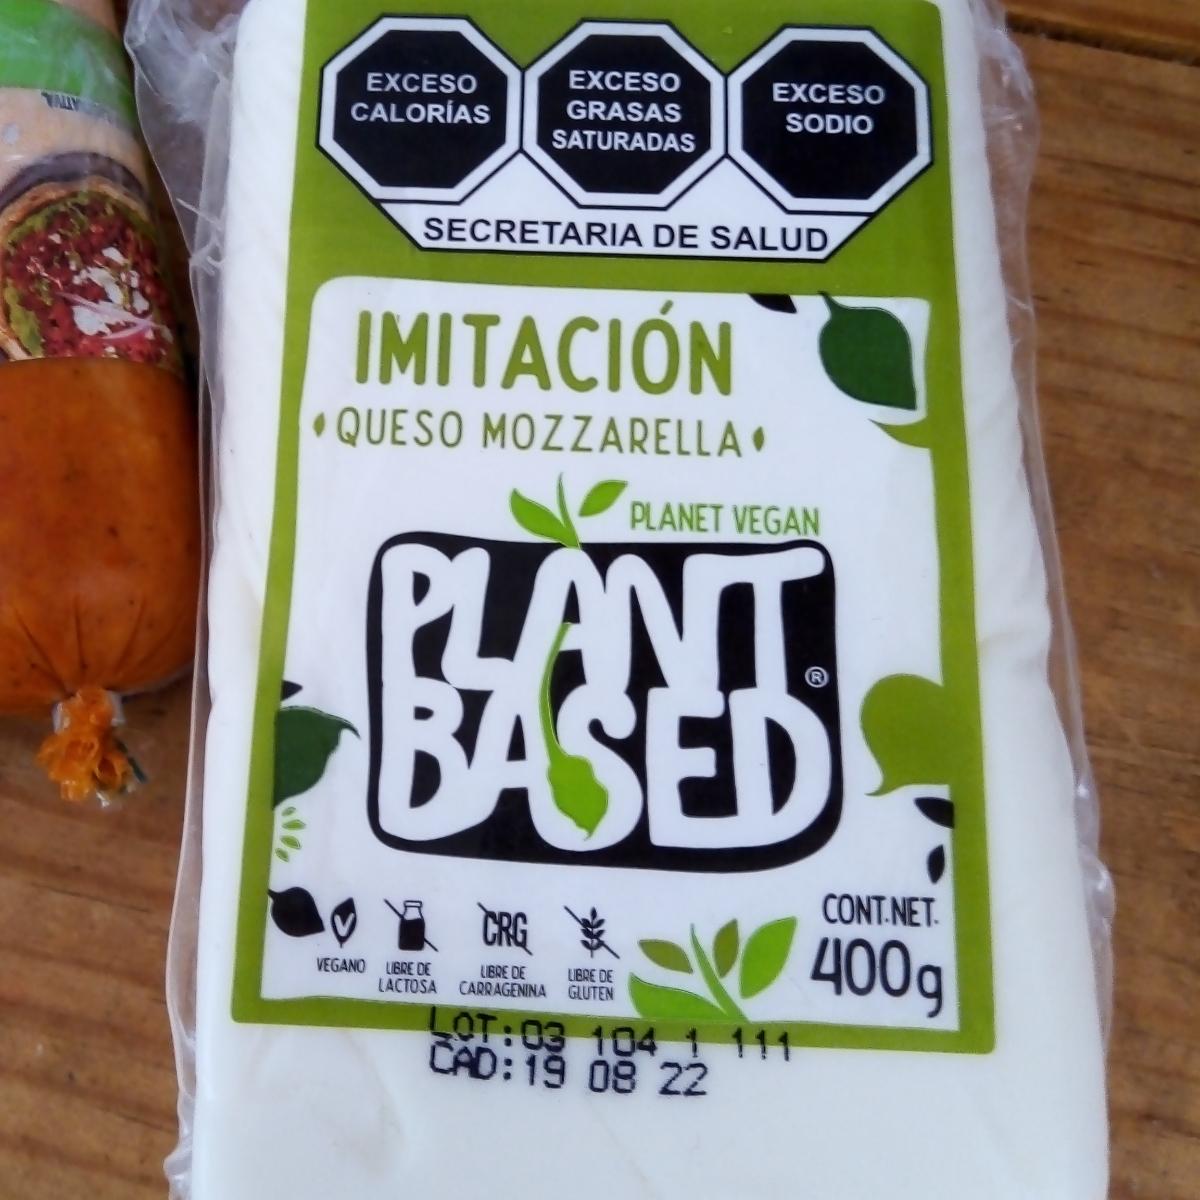 EXCESO
CALORÍAS
EXCESO
GRASAS
SATURADAS
EXCESO
SODIO
SECRETARIA DE SALUD
IMITACIÓN
QUESO MOZZARELLA
PLANET VEGAN
PLANT
BASED
®
VEGANO
LIBRE DE
LACTOSA
CRG
LIBRE DE
CARRAGENINA
LIBRE DE
GLUTEN
CONT.NET.
400g
LOT:03 104 1 111
CAD:19 08 22